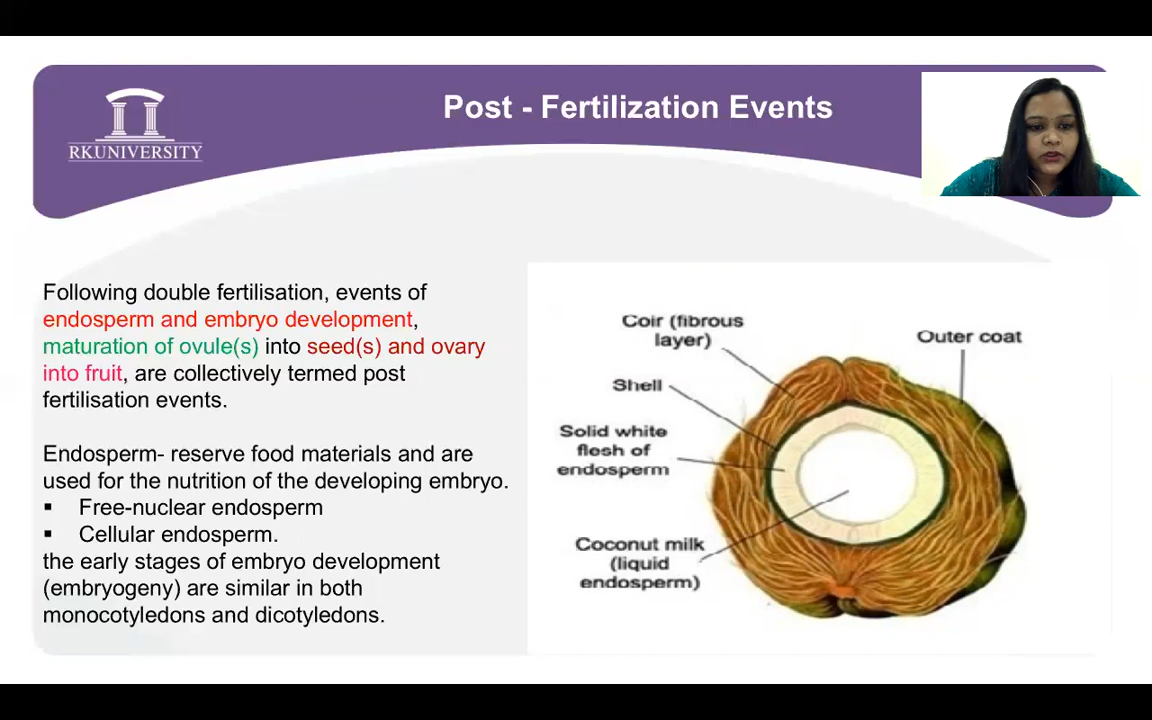 Post - Fertilization Events
RKUNIVERSITY
Following double fertilisation, events of
endosperm and embryo development,
maturation of ovule(s) into seed(s) and ovary
into fruit, are collectively termed post
fertilisation events.
Endosperm- reserve food materials and are
used for the nutrition of the developing embryo.
▪ Free-nuclear endosperm
▪ Cellular endosperm.
the early stages of embryo development
(embryogeny) are similar in both
monocotyledons and dicotyledons.
Coir (fibrous
layer)
Outer coat
Shell
Solid white
flesh of
endosperm
Coconut milk
(liquid
endosperm)